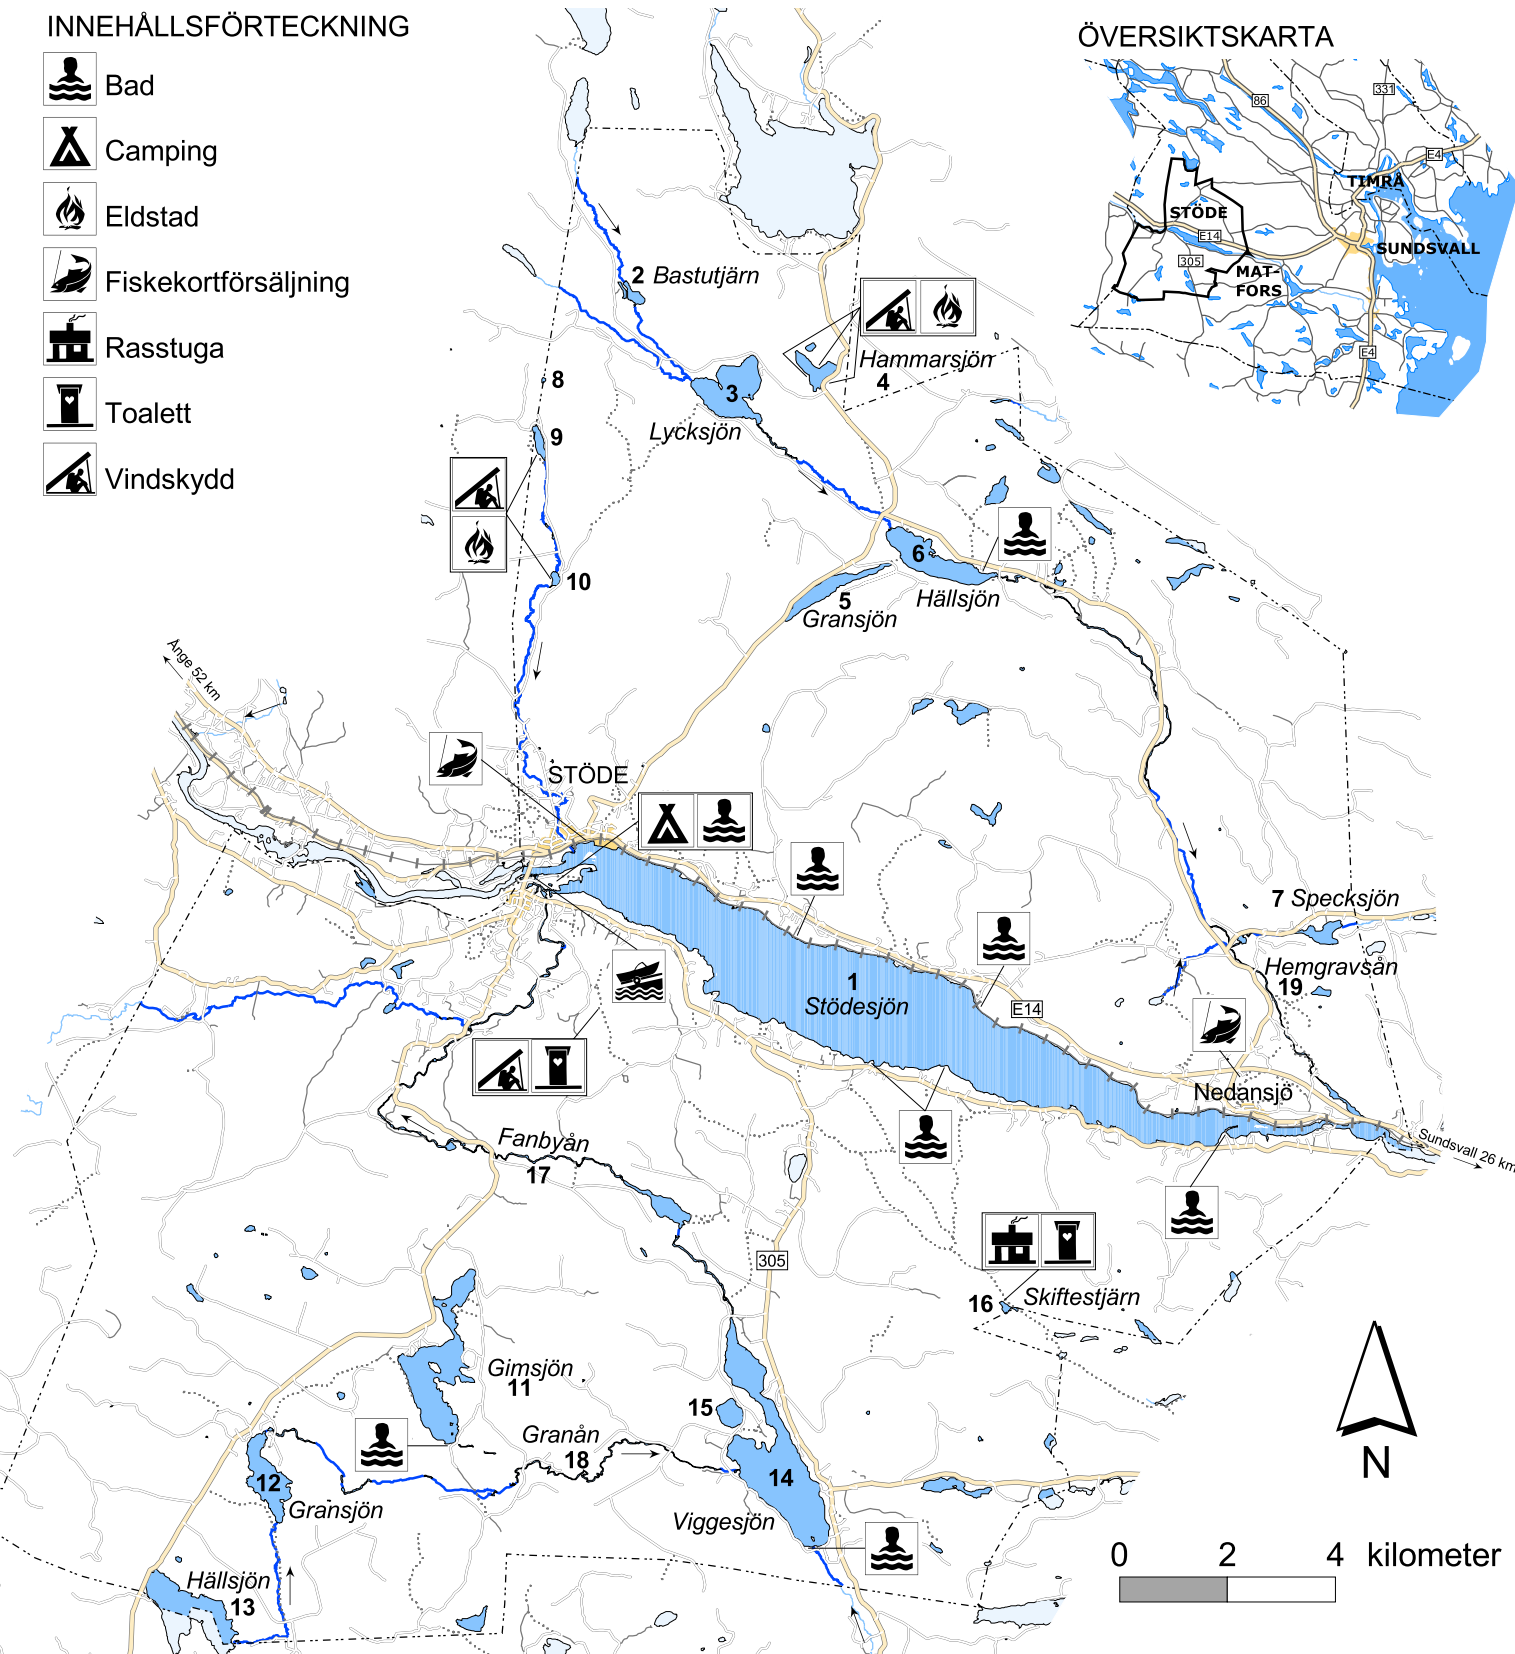 INNEHÅLLSFÖRTECKNING
Bad
Camping
Eldstad
Fiskekortförsäljning
Rasstuga
Toalett
Vindskydd
ÖVERSIKTSKARTA
331
86
E4
TIMRÅ
STÖDE
E14
SUNDSVALL
305
MAT-
FORS
E4
2 Bastutjärn
Hammarsjön
4
8
3
Lycksjön
9
6
10
5
Hällsjön
Gransjön
Ånge 52 km
STÖDE
7 Specksjön
1
Stödesjön
Hemgravsån
19
E14
Nedansjö
Fanbyån
17
Sundsvall 26 km
305
16 Skiftestjärn
Gimsjön
11
15
Granån
18
14
12
Gransjön
Viggesjön
N
Hällsjön
13
0 2 4 kilometer